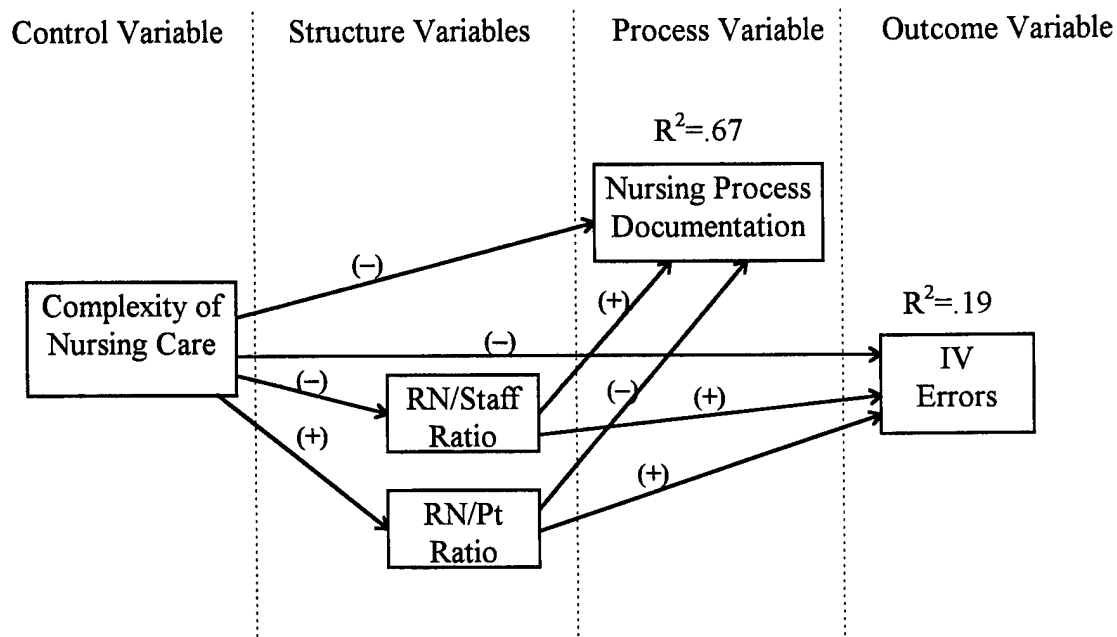 Control Variable
Structure Variables
Process Variable
Outcome Variable
R²=.67
Nursing Process
Documentation
(–)
(+)
R²=.19
Complexity of
Nursing Care
(–)
IV
Errors
(–)
RN/Staff
Ratio
(–)
(+)
(+)
(+)
RN/Pt
Ratio